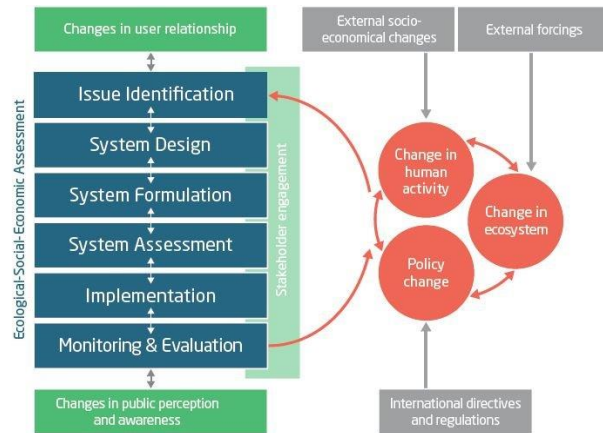 Changes in user relationship
External socio-
economical changes
External forcings
Ecological-Social-Economic Assessment
Issue Identification
System Design
System Formulation
System Assessment
Implementation
Monitoring & Evaluation
Stakeholder engagement
Change in
human
activity
Change in
ecosystem
Policy
change
Changes in public perception
and awareness
International directives
and regulations